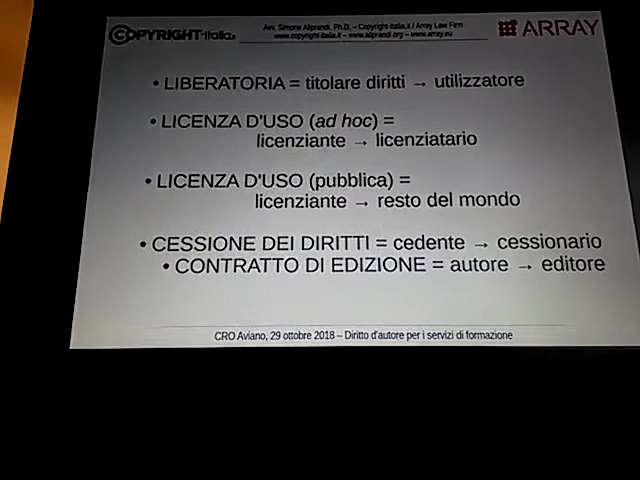 COPYRIGHT-Italia.it
Avv. Simone Aliprandi, Ph.D. – Copyright-Italia.it / Array Law Firm
www.copyright-italia.it – www.aliprandi.org – www.array.eu
ARRAY
• LIBERATORIA = titolare diritti → utilizzatore
• LICENZA D'USO (ad hoc) =
licenziante → licenziatario
• LICENZA D'USO (pubblica) =
licenziante → resto del mondo
• CESSIONE DEI DIRITTI = cedente → cessionario
• CONTRATTO DI EDIZIONE = autore → editore
CRO Aviano, 29 ottobre 2018 – Diritto d'autore per i servizi di formazione